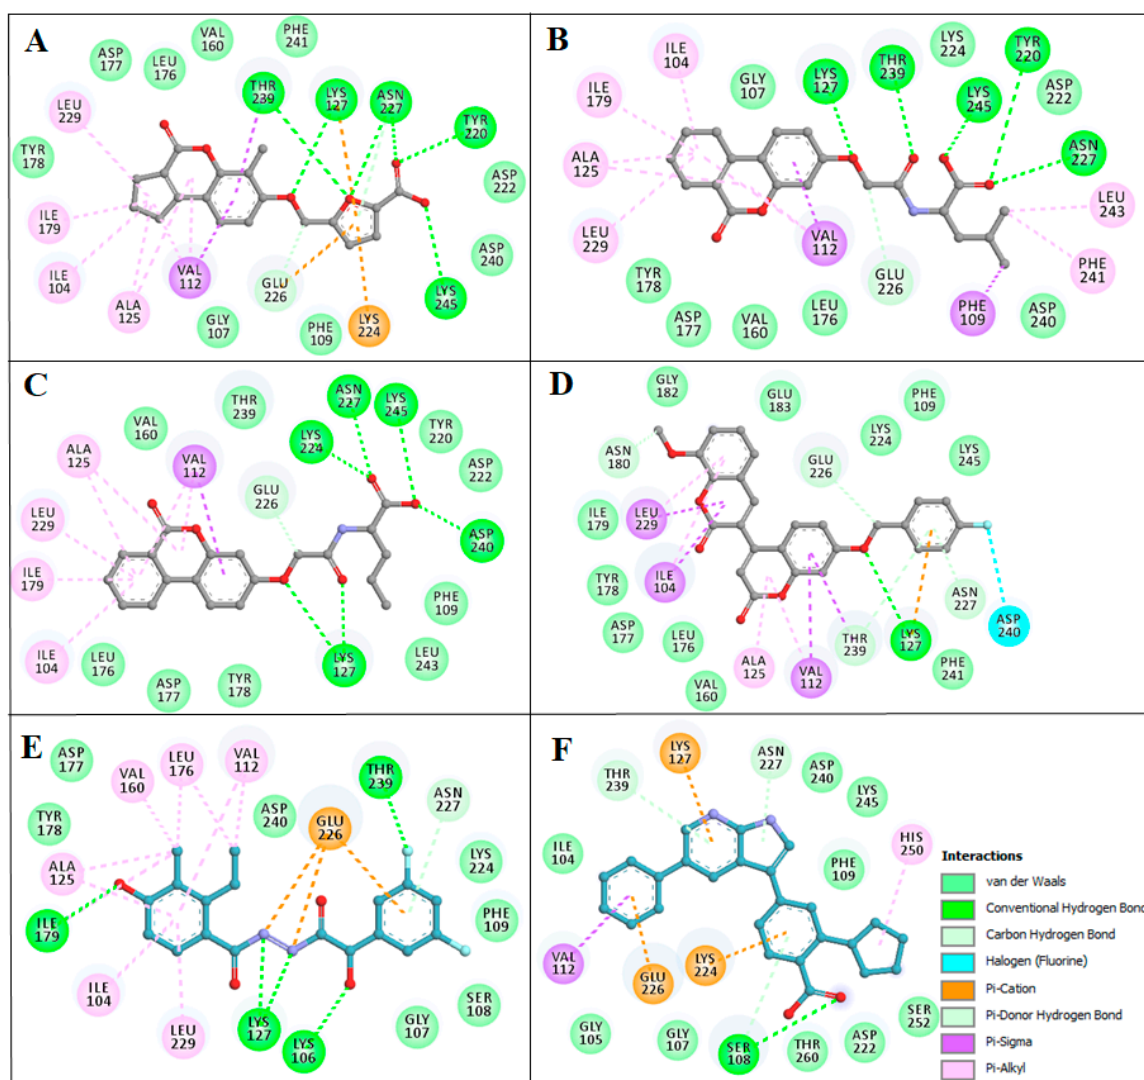 A
ASP
177
LEU
176
VAL
160
PHE
241
THR
239
LYS
127
ASN
227
TYR
220
LEU
229
TYR
178
ASP
222
ILE
179
ASP
240
ILE
104
ALA
125
VAL
112
GLY
107
GLU
226
PHE
109
LYS
224
LYS
245
B
ILE
104
GLY
107
LYS
127
THR
239
LYS
224
LYS
245
TYR
220
ASP
222
ILE
179
ALA
125
ASN
227
LEU
229
LEU
243
VAL
112
TYR
178
GLU
226
PHE
241
ASP
177
VAL
160
LEU
176
PHE
109
ASP
240
C
VAL
160
THR
239
ASN
227
LYS
245
ALA
125
VAL
112
LYS
224
TYR
220
ASP
222
GLU
226
LEU
229
ASP
240
ILE
179
PHE
109
ILE
104
LEU
176
ASP
177
TYR
178
LYS
127
LEU
243
D
GLY
182
GLU
183
PHE
109
ASN
180
GLU
226
LYS
224
LYS
245
ILE
179
LEU
229
ILE
104
TYR
178
ASP
177
LEU
176
VAL
160
ALA
125
VAL
112
THR
239
LYS
127
PHE
241
ASN
227
ASP
240
E
ASP
177
VAL
160
LEU
176
VAL
112
THR
239
ASN
227
TYR
178
ASP
240
GLU
226
ALA
125
LYS
224
ILE
179
PHE
109
ILE
104
LEU
229
LYS
127
LYS
106
GLY
107
SER
108
F
LYS
127
ASN
227
THR
239
ASP
240
LYS
245
ILE
104
PHE
109
HIS
250
VAL
112
GLU
226
LYS
224
GLY
105
GLY
107
SER
108
THR
260
ASP
222
SER
252
Interactions
van der Waals
Conventional Hydrogen Bond
Carbon Hydrogen Bond
Halogen (Fluorine)
Pi-Cation
Pi-Donor Hydrogen Bond
Pi-Sigma
Pi-Alkyl